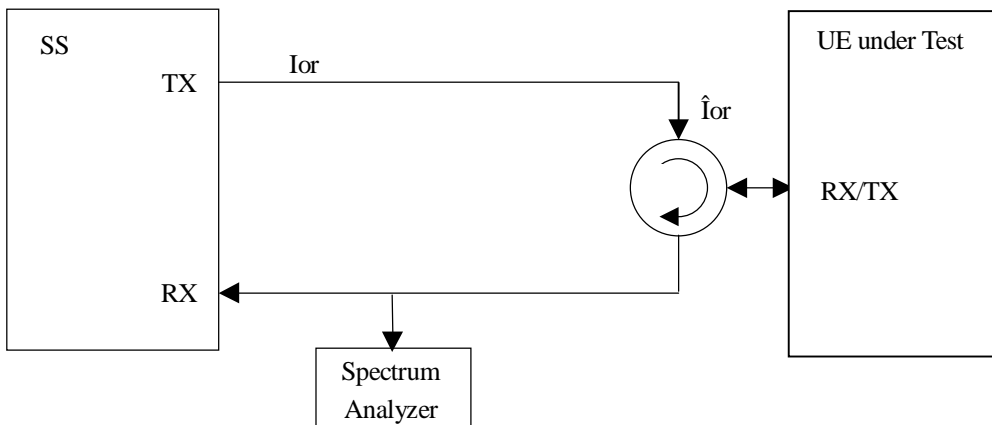 SS
UE under Test
TX
Ior
Îor
RX/TX
RX
Spectrum
Analyzer